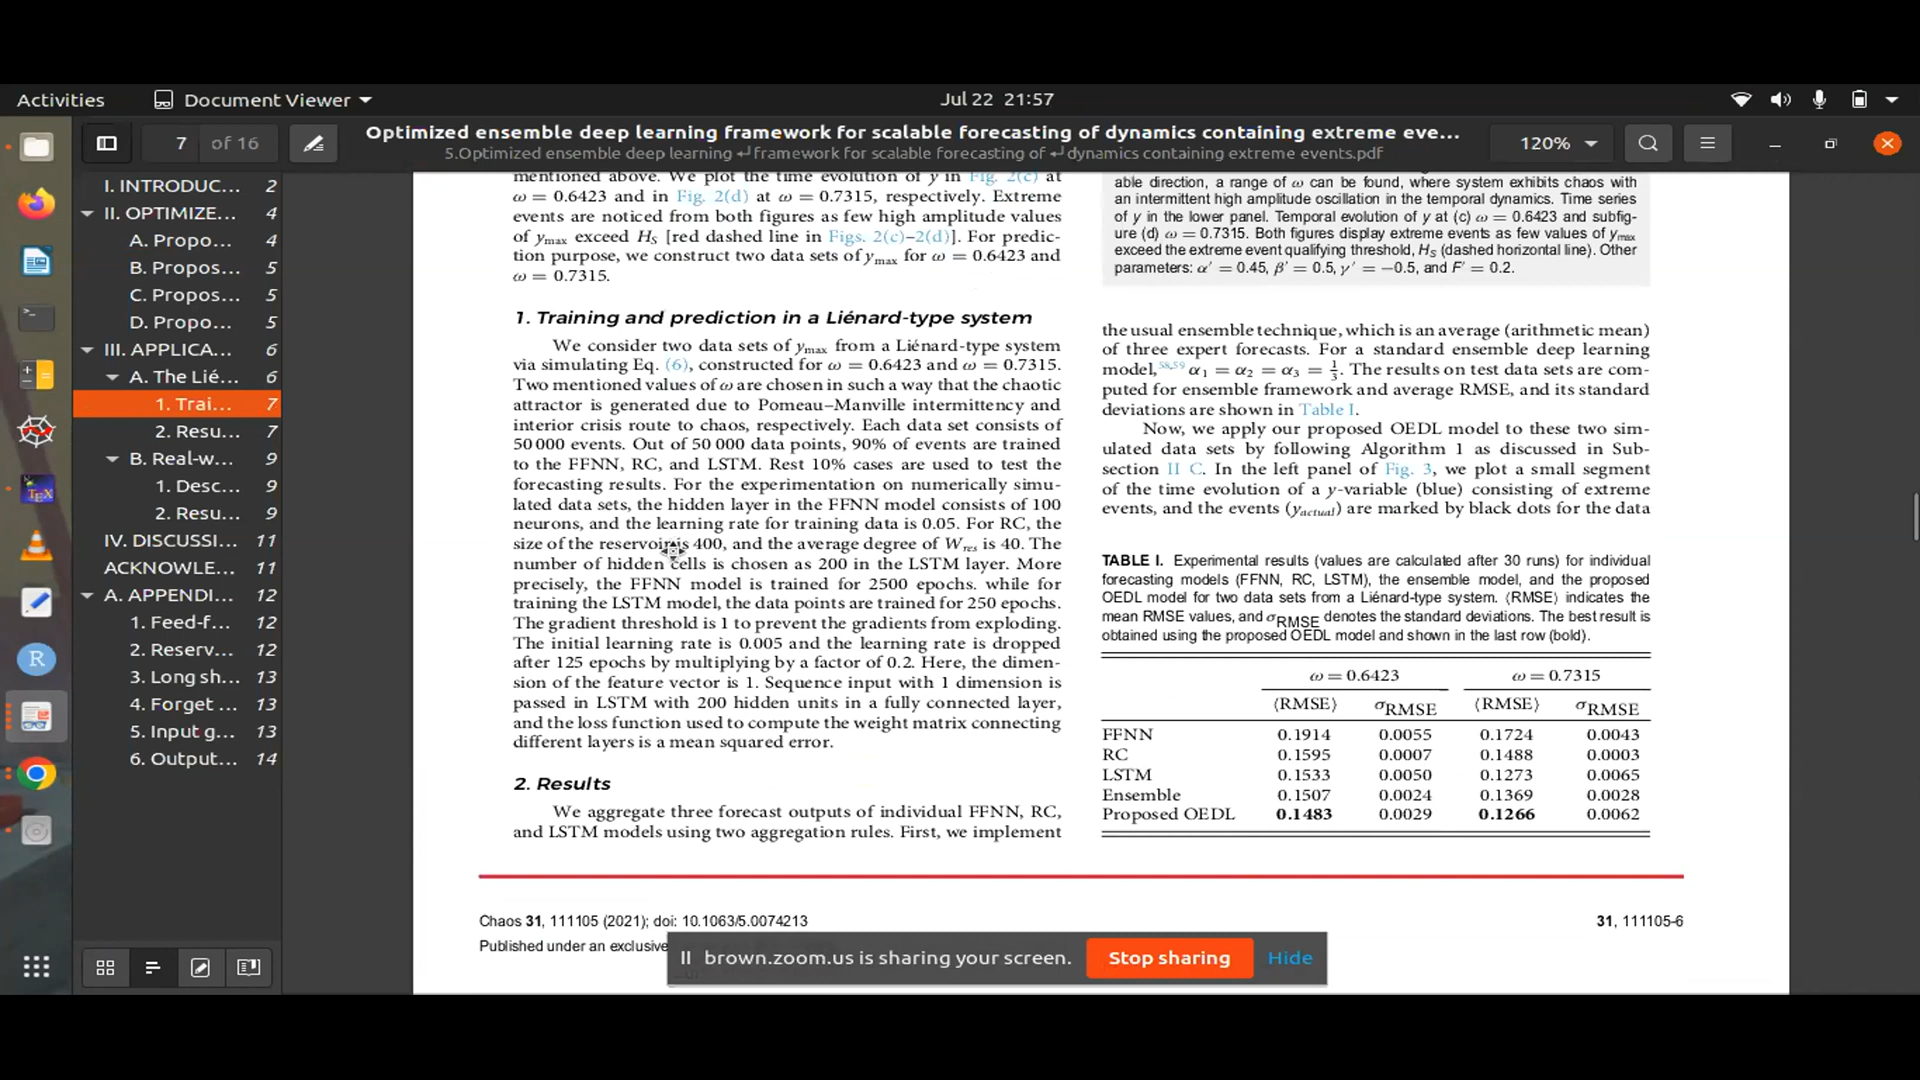 Activities
Document Viewer
Jul 22 21:57
7 of 16
Optimized ensemble deep learning framework for scalable forecasting of dynamics containing extreme eve...
5.Optimized ensemble deep learning ↵ framework for scalable forecasting of ↵ dynamics containing extreme events.pdf
120%
I. INTRODUC... 2
II. OPTIMIZE... 4
A. Propo... 4
B. Propos... 5
C. Propos... 5
D. Propo... 5
III. APPLICA... 6
A. The Lié... 6
1. Trai... 7
2. Resu... 7
B. Real-w... 9
1. Desc... 9
2. Resu... 9
IV. DISCUSSI... 11
ACKNOWLE... 11
A. APPENDI... 12
1. Feed-f... 12
2. Reserv... 12
3. Long sh... 13
4. Forget ... 13
5. Input g... 13
6. Output... 14
mentioned above. We plot the time evolution of y in Fig. 2(c) at
ω = 0.6423 and in Fig. 2(d) at ω = 0.7315, respectively. Extreme
events are noticed from both figures as few high amplitude values
of ymax exceed HS [red dashed line in Figs. 2(c)–2(d)]. For predic-
tion purpose, we construct two data sets of ymax for ω = 0.6423 and
ω = 0.7315.
1. Training and prediction in a Liénard-type system
We consider two data sets of ymax from a Liénard-type system
via simulating Eq. (6), constructed for ω = 0.6423 and ω = 0.7315.
Two mentioned values of ω are chosen in such a way that the chaotic
attractor is generated due to Pomeau–Manville intermittency and
interior crisis route to chaos, respectively. Each data set consists of
50 000 events. Out of 50 000 data points, 90% of events are trained
to the FFNN, RC, and LSTM. Rest 10% cases are used to test the
forecasting results. For the experimentation on numerically simu-
lated data sets, the hidden layer in the FFNN model consists of 100
neurons, and the learning rate for training data is 0.05. For RC, the
size of the reservoir is 400, and the average degree of Wres is 40. The
number of hidden cells is chosen as 200 in the LSTM layer. More
precisely, the FFNN model is trained for 2500 epochs. while for
training the LSTM model, the data points are trained for 250 epochs.
The gradient threshold is 1 to prevent the gradients from exploding.
The initial learning rate is 0.005 and the learning rate is dropped
after 125 epochs by multiplying by a factor of 0.2. Here, the dimen-
sion of the feature vector is 1. Sequence input with 1 dimension is
passed in LSTM with 200 hidden units in a fully connected layer,
and the loss function used to compute the weight matrix connecting
different layers is a mean squared error.
2. Results
We aggregate three forecast outputs of individual FFNN, RC,
and LSTM models using two aggregation rules. First, we implement
able direction, a range of ω can be found, where system exhibits chaos with
an intermittent high amplitude oscillation in the temporal dynamics. Time series
of y in the lower panel. Temporal evolution of y at (c) ω = 0.6423 and subfig-
ure (d) ω = 0.7315. Both figures display extreme events as few values of ymax
exceed the extreme event qualifying threshold, HS (dashed horizontal line). Other
parameters: α′ = 0.45, β′ = 0.5, γ′ = −0.5, and F′ = 0.2.
the usual ensemble technique, which is an average (arithmetic mean)
of three expert forecasts. For a standard ensemble deep learning
model,58,59 α1 = α2 = α3 = 1/3. The results on test data sets are com-
puted for ensemble framework and average RMSE, and its standard
deviations are shown in Table I.
Now, we apply our proposed OEDL model to these two sim-
ulated data sets by following Algorithm 1 as discussed in Sub-
section II C. In the left panel of Fig. 3, we plot a small segment
of the time evolution of a y-variable (blue) consisting of extreme
events, and the events (yactual) are marked by black dots for the data
TABLE I. Experimental results (values are calculated after 30 runs) for individual
forecasting models (FFNN, RC, LSTM), the ensemble model, and the proposed
OEDL model for two data sets from a Liénard-type system. ⟨RMSE⟩ indicates the
mean RMSE values, and σRMSE denotes the standard deviations. The best result is
obtained using the proposed OEDL model and shown in the last row (bold).
ω = 0.6423 ω = 0.7315
⟨RMSE⟩ σRMSE ⟨RMSE⟩ σRMSE
FFNN 0.1914 0.0055 0.1724 0.0043
RC 0.1595 0.0007 0.1488 0.0003
LSTM 0.1533 0.0050 0.1273 0.0065
Ensemble 0.1507 0.0024 0.1369 0.0028
Proposed OEDL 0.1483 0.0029 0.1266 0.0062
Chaos 31, 111105 (2021); doi: 10.1063/5.0074213
31, 111105-6
Published under an exclusive
brown.zoom.us is sharing your screen.
Stop sharing
Hide